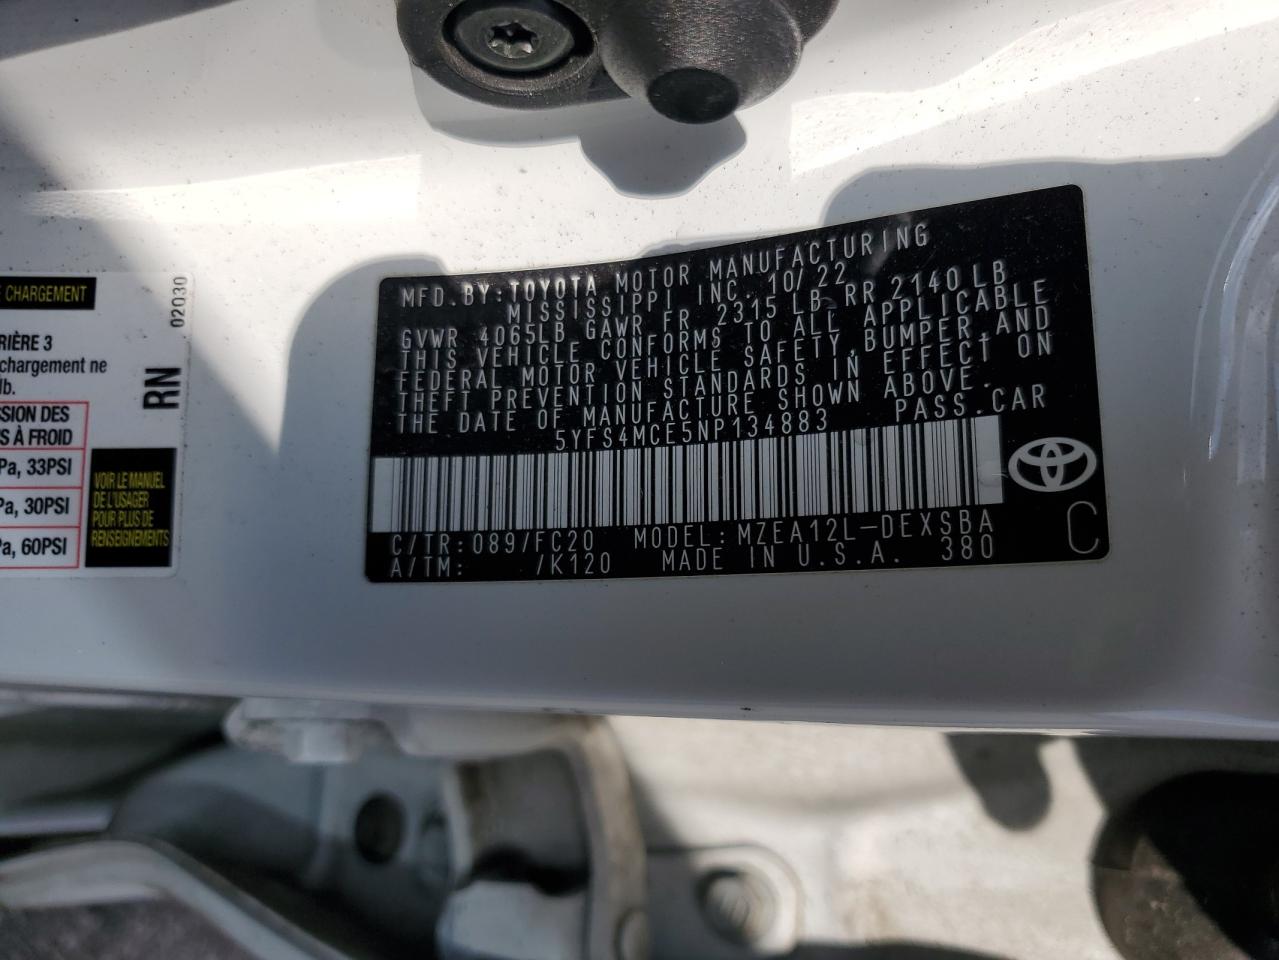 E CHARGEMENT
02030
RIÈRE 3
chargement ne
lb.
RN
SSION DES
S À FROID
Pa, 33PSI
Pa, 30PSI
Pa, 60PSI
VOIR LE MANUEL
DE L'USAGER
POUR PLUS DE
RENSEIGNEMENTS
MFD. BY: TOYOTA MOTOR MANUFACTURING
MISSISSIPPI INC. 10/22
GVWR 4065LB GAWR FR 2315 LB RR 2140 LB
THIS VEHICLE CONFORMS TO ALL APPLICABLE
FEDERAL MOTOR VEHICLE SAFETY, BUMPER AND
THEFT PREVENTION STANDARDS IN EFFECT ON
THE DATE OF MANUFACTURE SHOWN ABOVE.
5YFS4MCE5NP134883 PASS. CAR
C/TR: 089/FC20 MODEL: MZEA12L-DEXSBA
A/TM: /K120 MADE IN U.S.A. 380
C